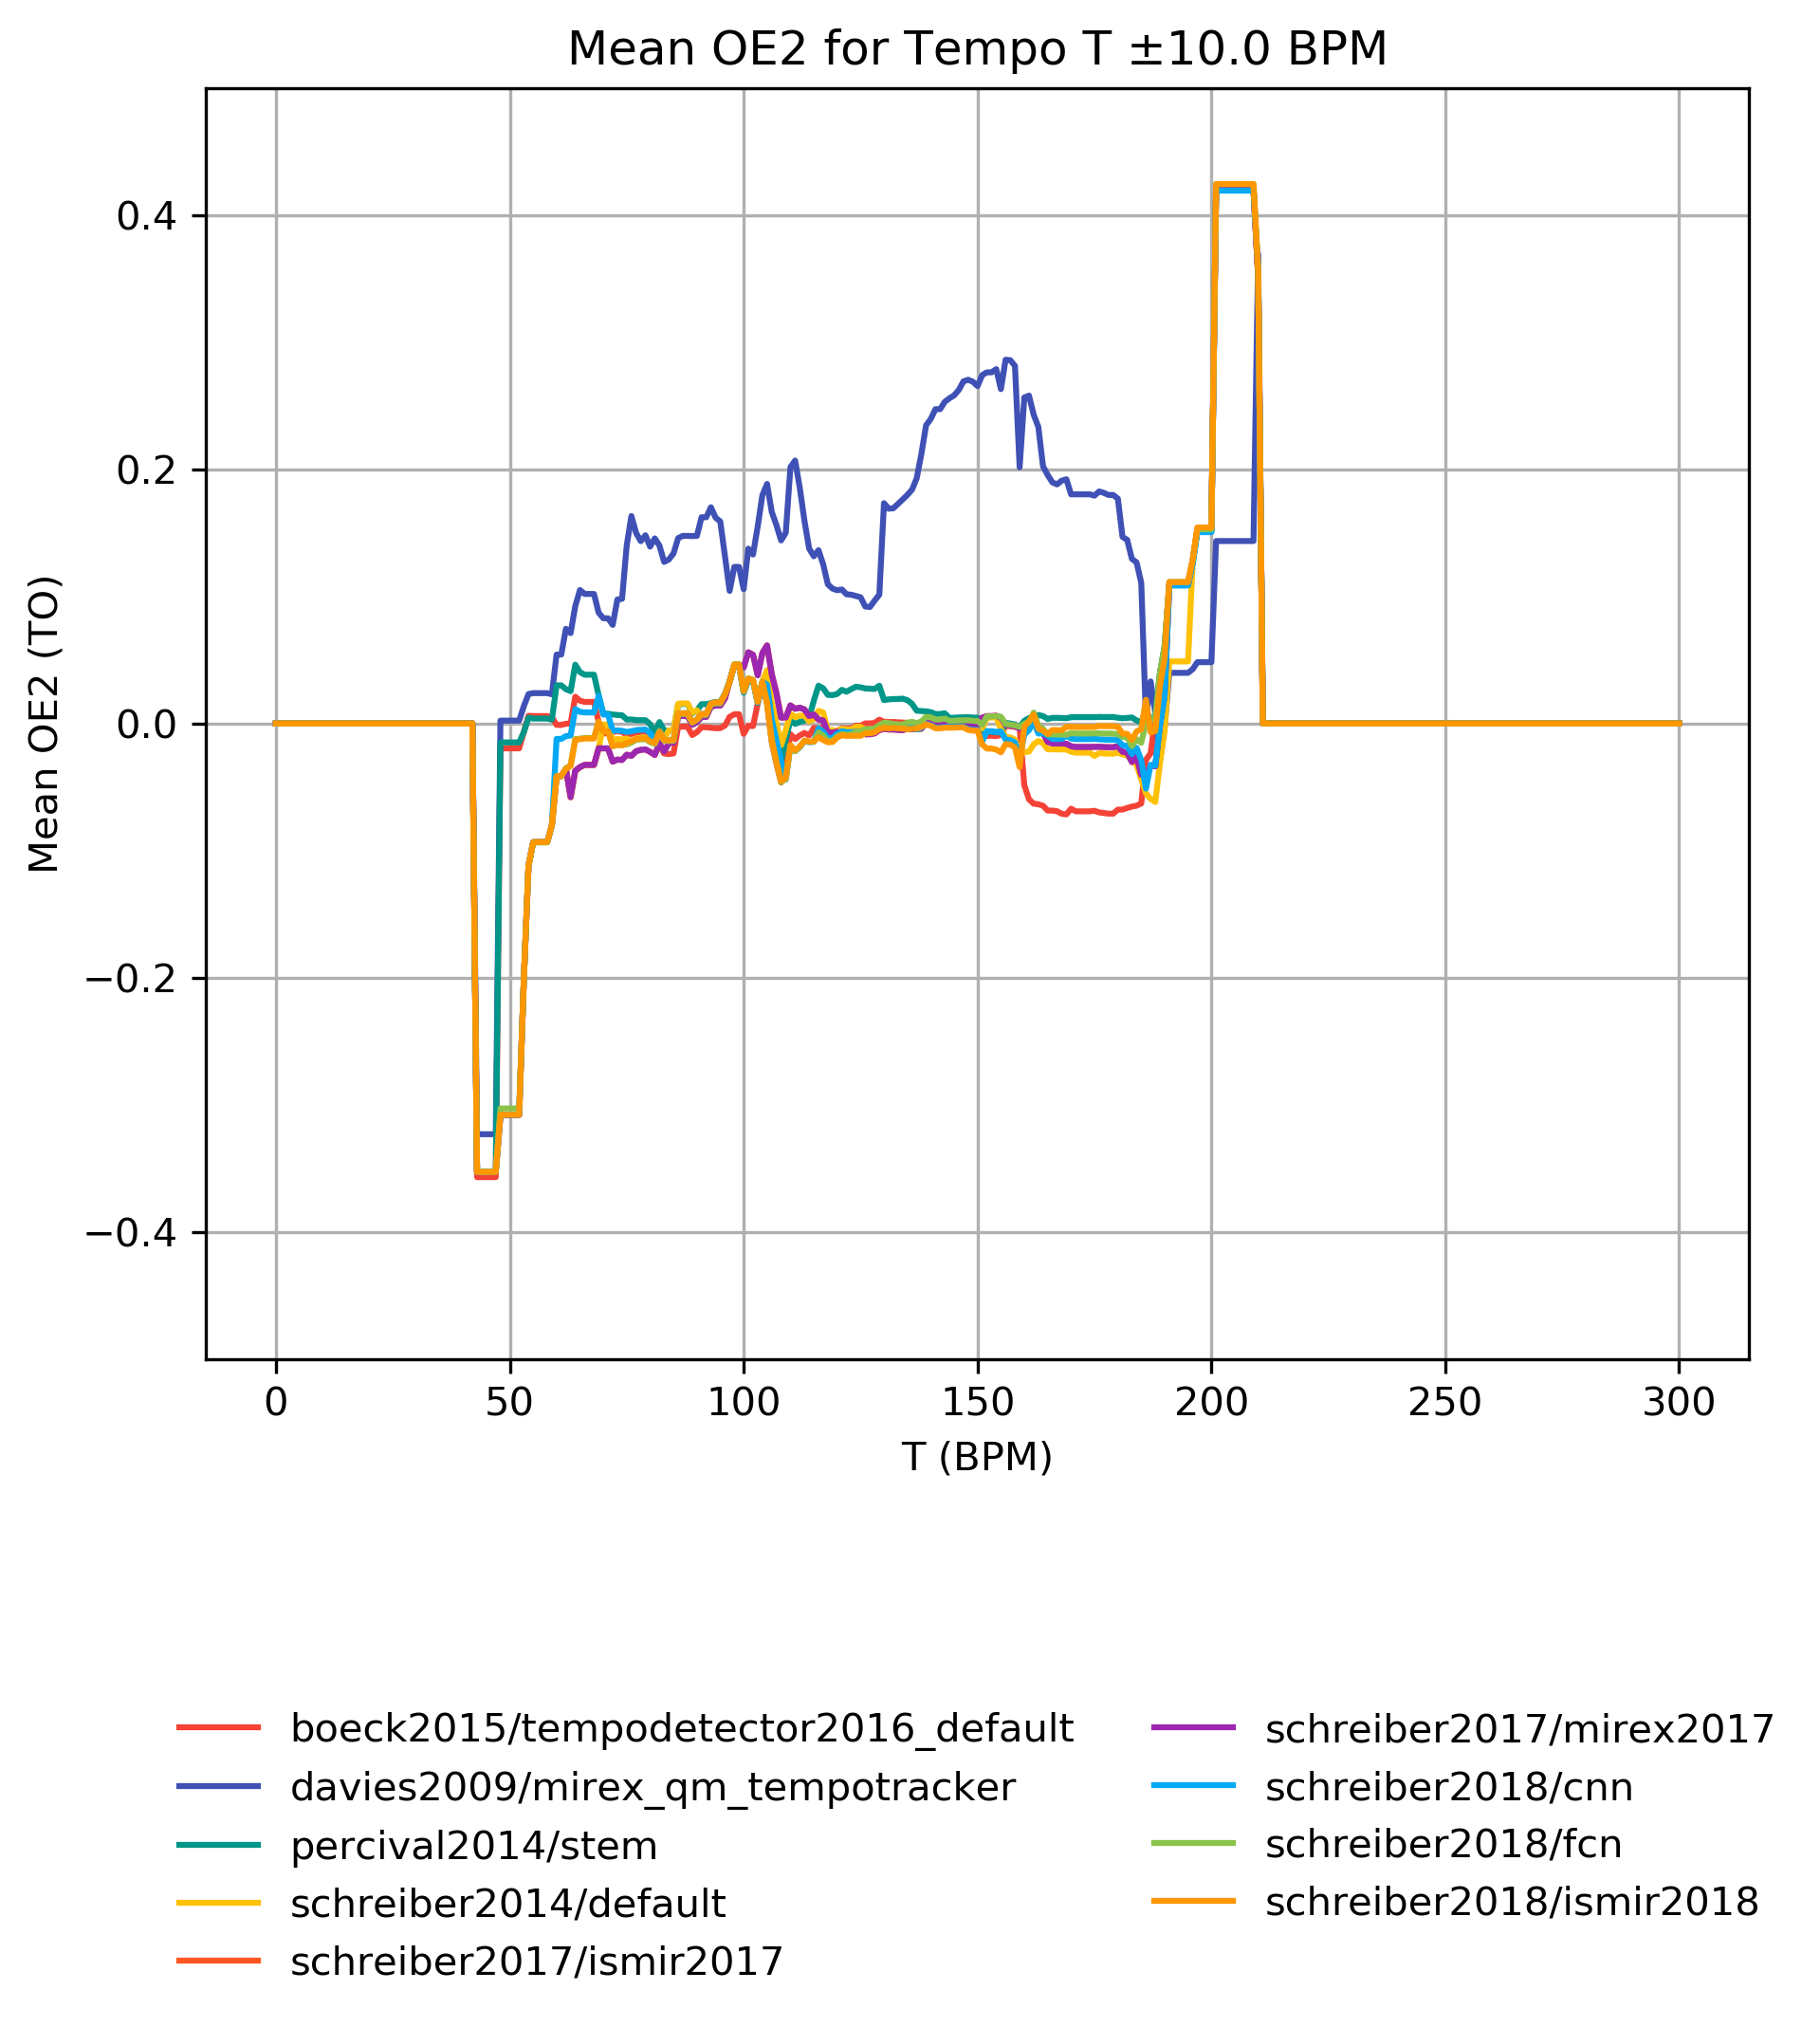 Mean OE2 for Tempo T ±10.0 BPM
Mean OE2 (TO)
0.4
0.2
0.0
−0.2
−0.4
0 50 100 150 200 250 300
T (BPM)
boeck2015/tempodetector2016_default
davies2009/mirex_qm_tempotracker
percival2014/stem
schreiber2014/default
schreiber2017/ismir2017
schreiber2017/mirex2017
schreiber2018/cnn
schreiber2018/fcn
schreiber2018/ismir2018